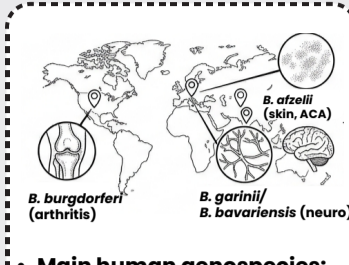 B. afzelii
(skin, ACA)
B. burgdorferi
(arthritis)
B. garinii/
B. bavariensis (neuro)
• Main human genospecies: